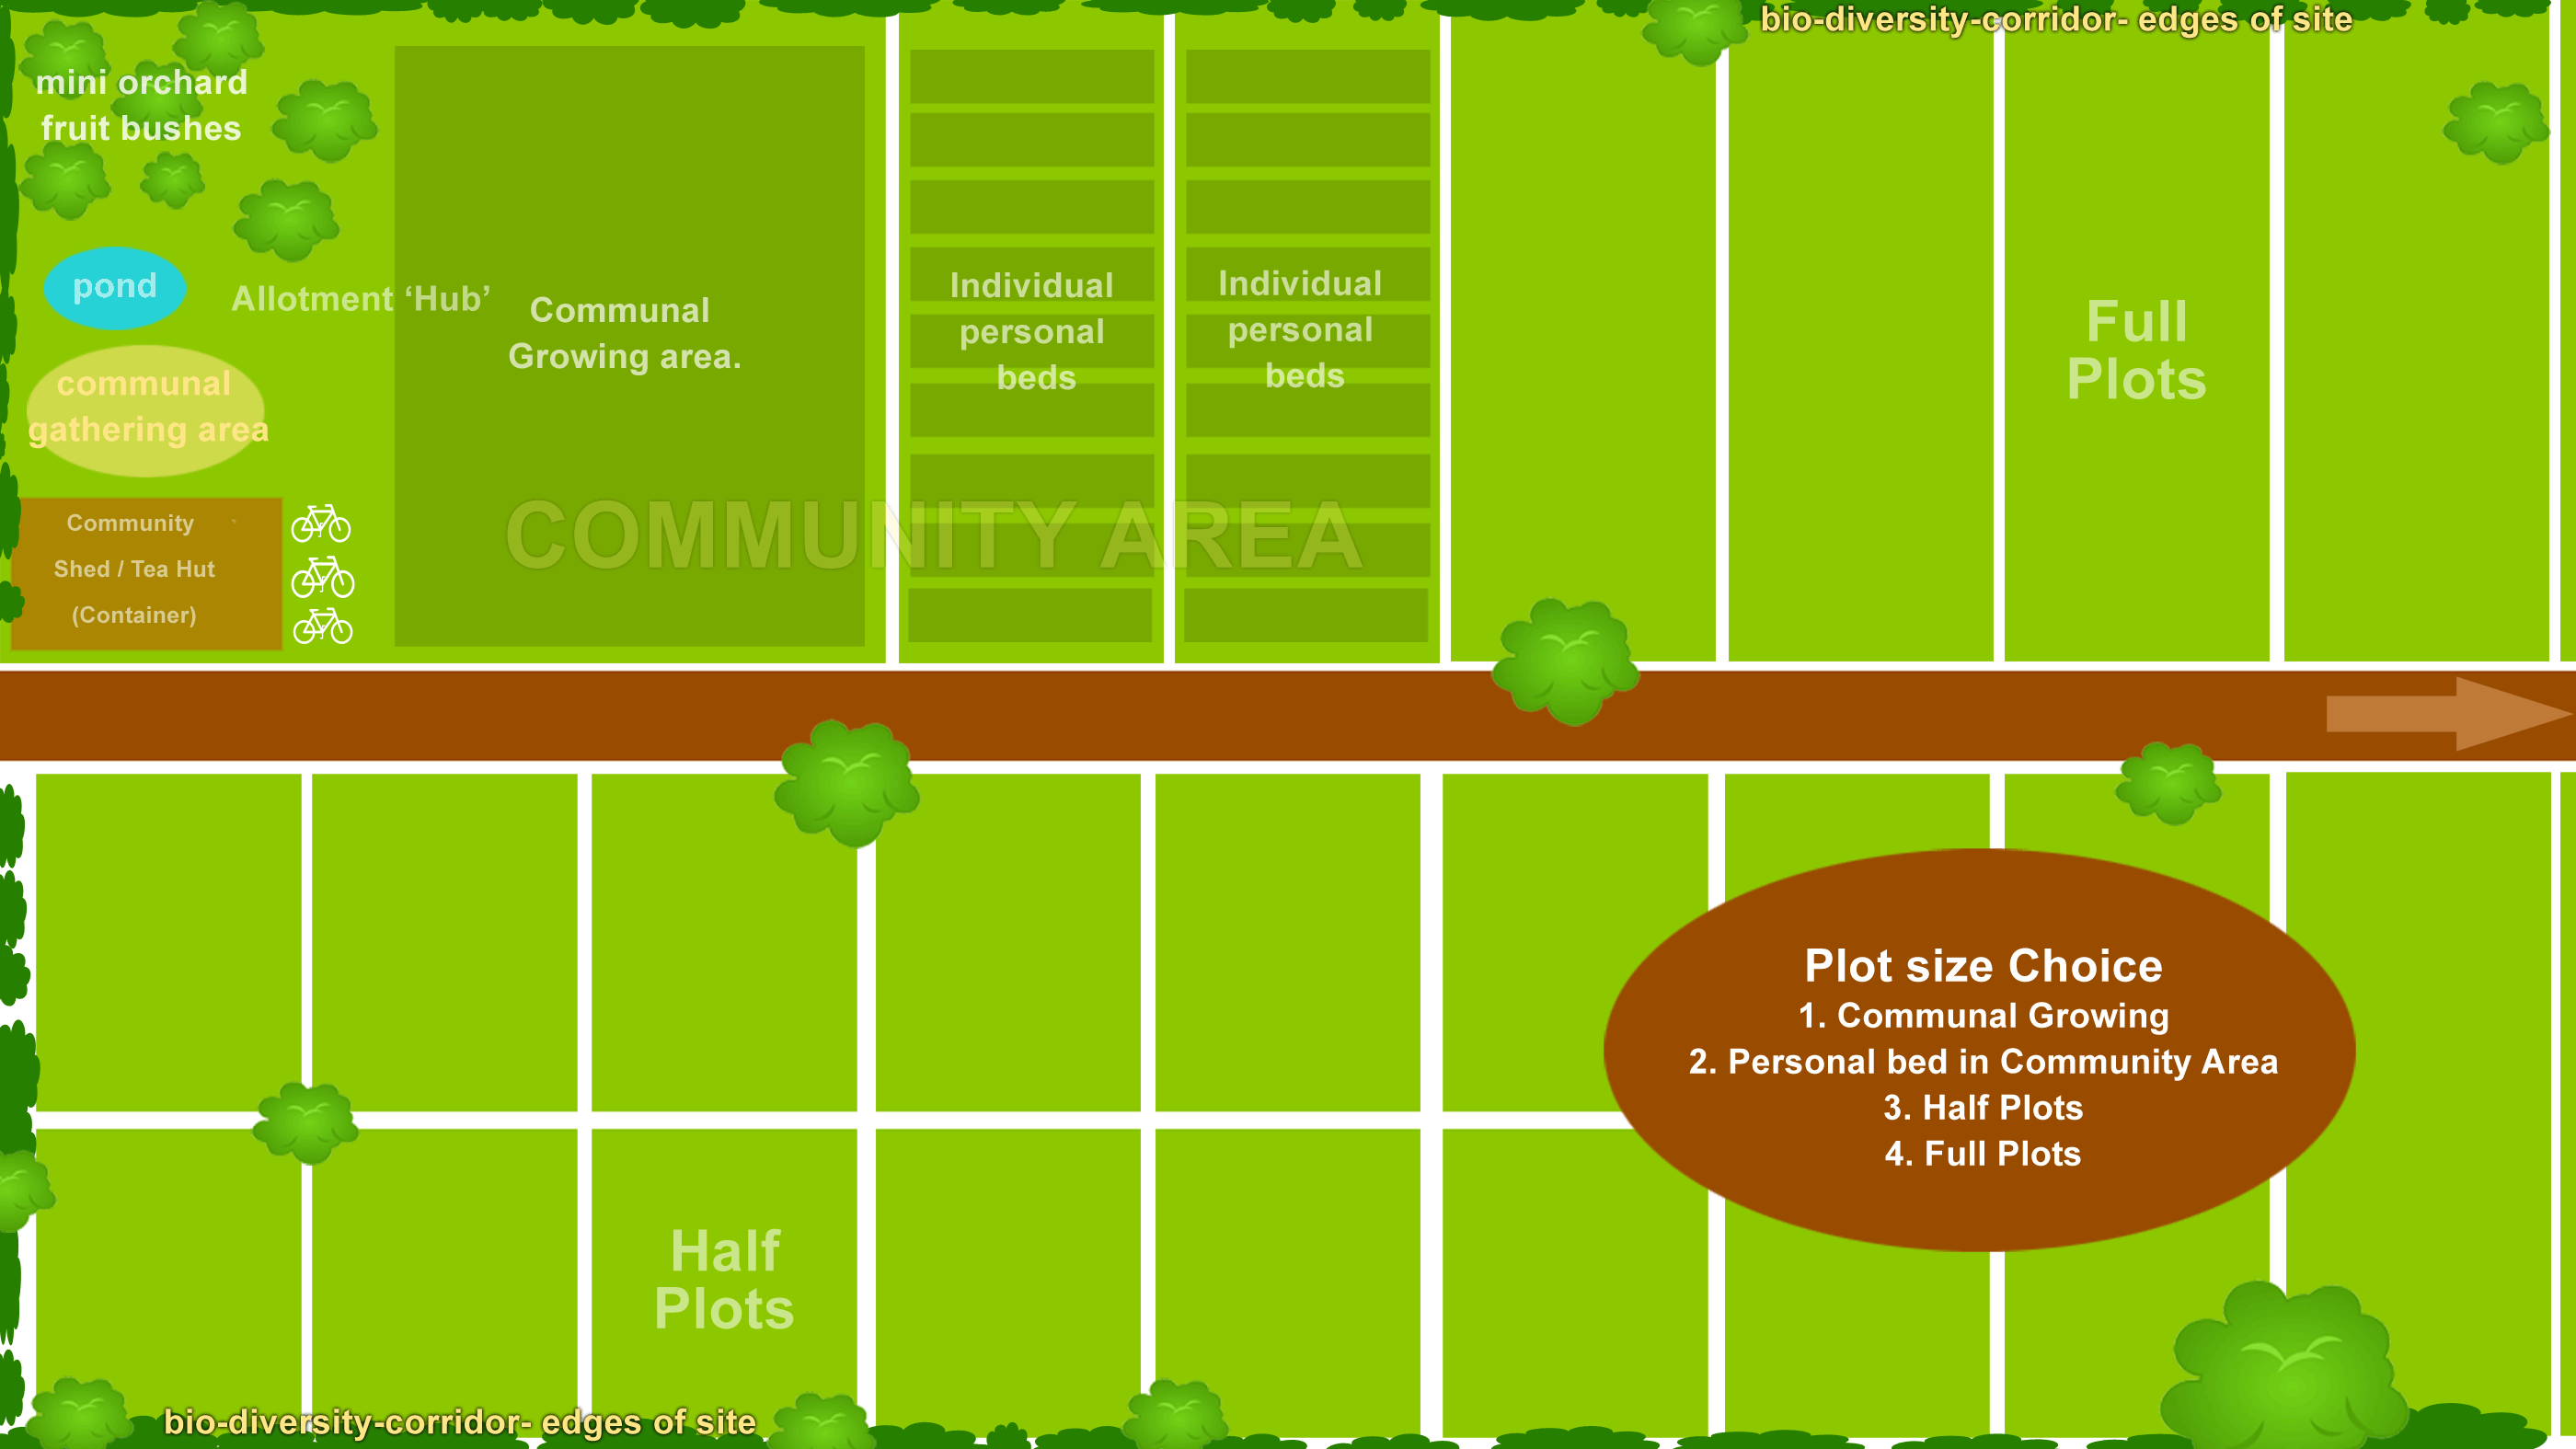 bio-diversity-corridor- edges of site
mini orchard
fruit bushes
pond
Allotment ‘Hub’
communal
gathering area
Community
Shed / Tea Hut
(Container)
Communal
Growing area.
Individual
personal
beds
Individual
personal
beds
COMMUNITY AREA
Full
Plots
Plot size Choice
1. Communal Growing
2. Personal bed in Community Area
3. Half Plots
4. Full Plots
Half
Plots
bio-diversity-corridor- edges of site